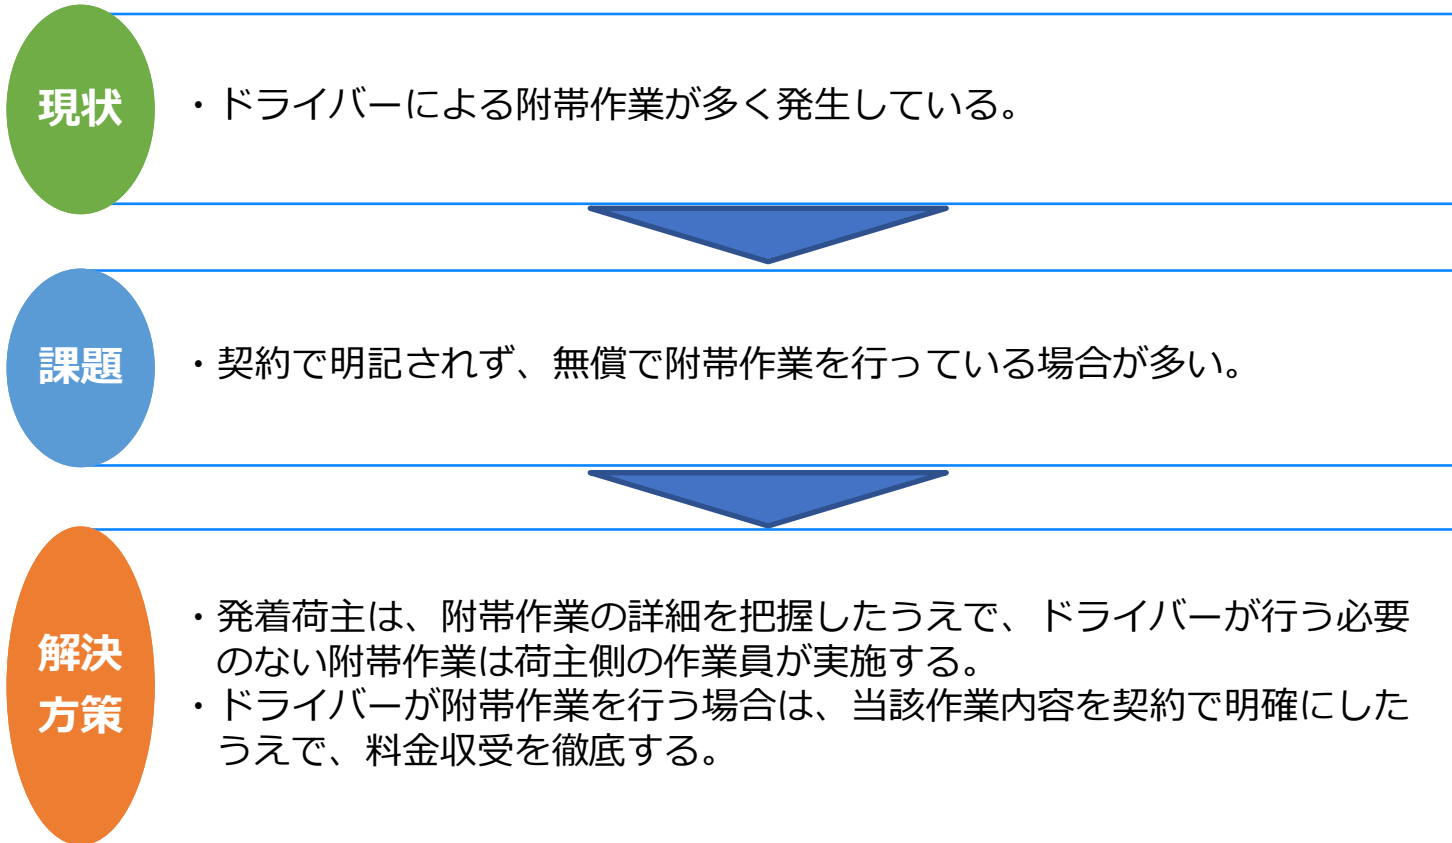 現状
・ドライバーによる附帯作業が多く発生している。
課題
・契約で明記されず、無償で附帯作業を行っている場合が多い。
解決
方策
・発着荷主は、附帯作業の詳細を把握したうえで、ドライバーが行う必要
のない附帯作業は荷主側の作業員が実施する。
・ドライバーが附帯作業を行う場合は、当該作業内容を契約で明確にした
うえで、料金収受を徹底する。